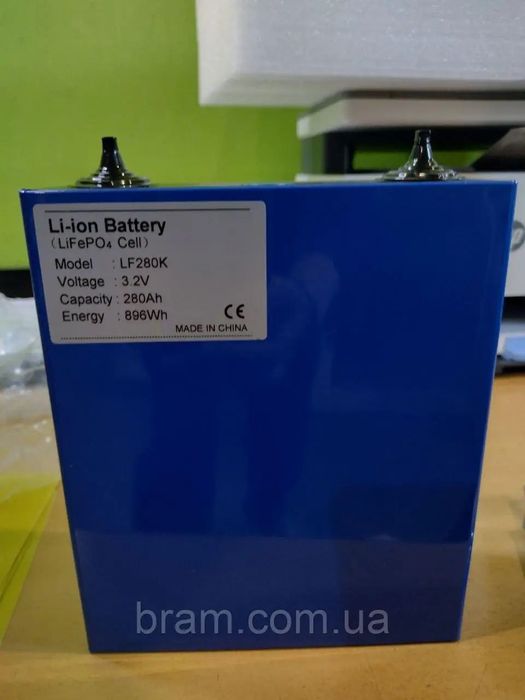 Li-ion Battery
(LiFePO₄ Cell)
Model : LF280K
Voltage : 3.2V
Capacity : 280Ah
Energy : 896Wh
CE
MADE IN CHINA
bram.com.ua